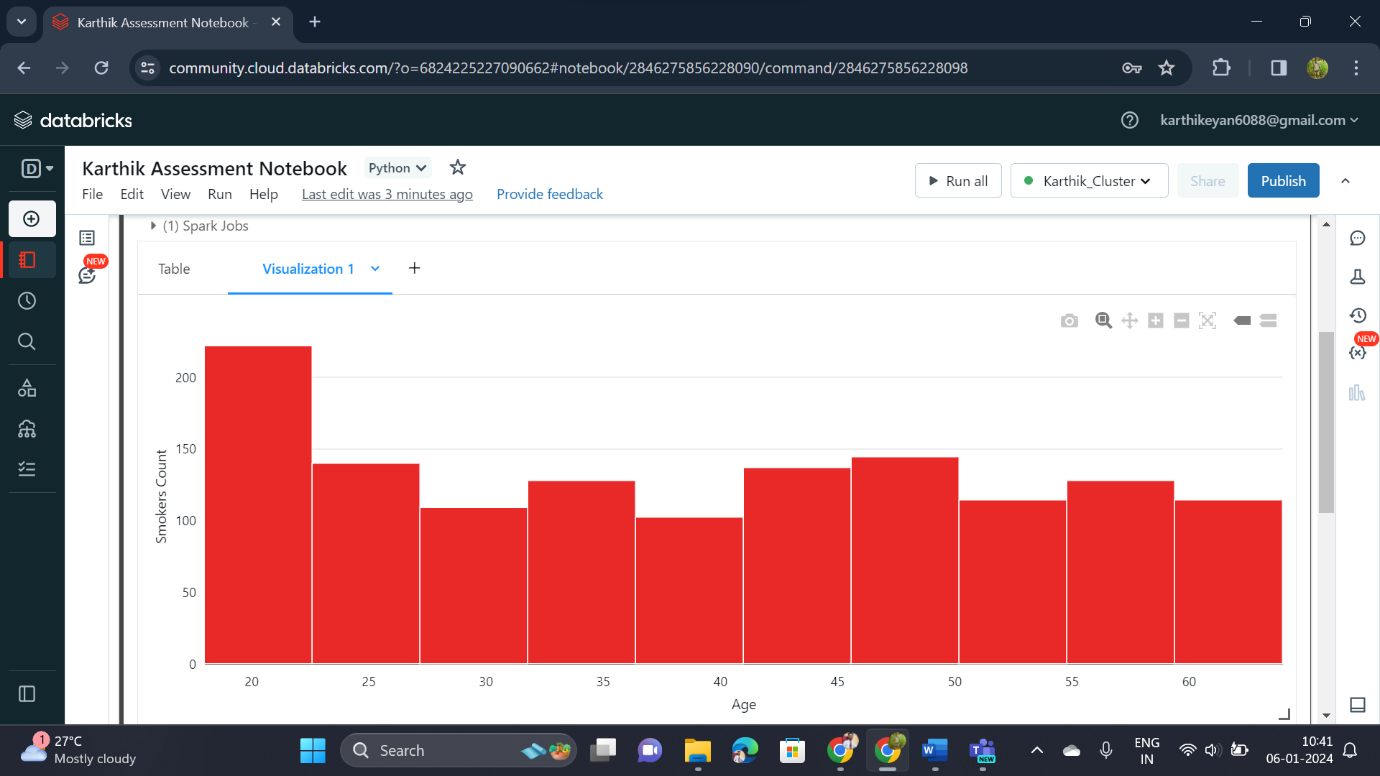 Karthik Assessment Notebook -
community.cloud.databricks.com/?o=6824225227090662#notebook/2846275856228090/command/2846275856228098
databricks
karthikeyan6088@gmail.com
D
Karthik Assessment Notebook
Python
File Edit View Run Help Last edit was 3 minutes ago Provide feedback
Run all
Karthik_Cluster
Share
Publish
(1) Spark Jobs
NEW
Table
Visualization 1
NEW
Smokers Count
200
150
100
50
0
20 25 30 35 40 45 50 55 60
Age
1
27°C
Mostly cloudy
Search
NEW
ENG
IN
10:41
06-01-2024